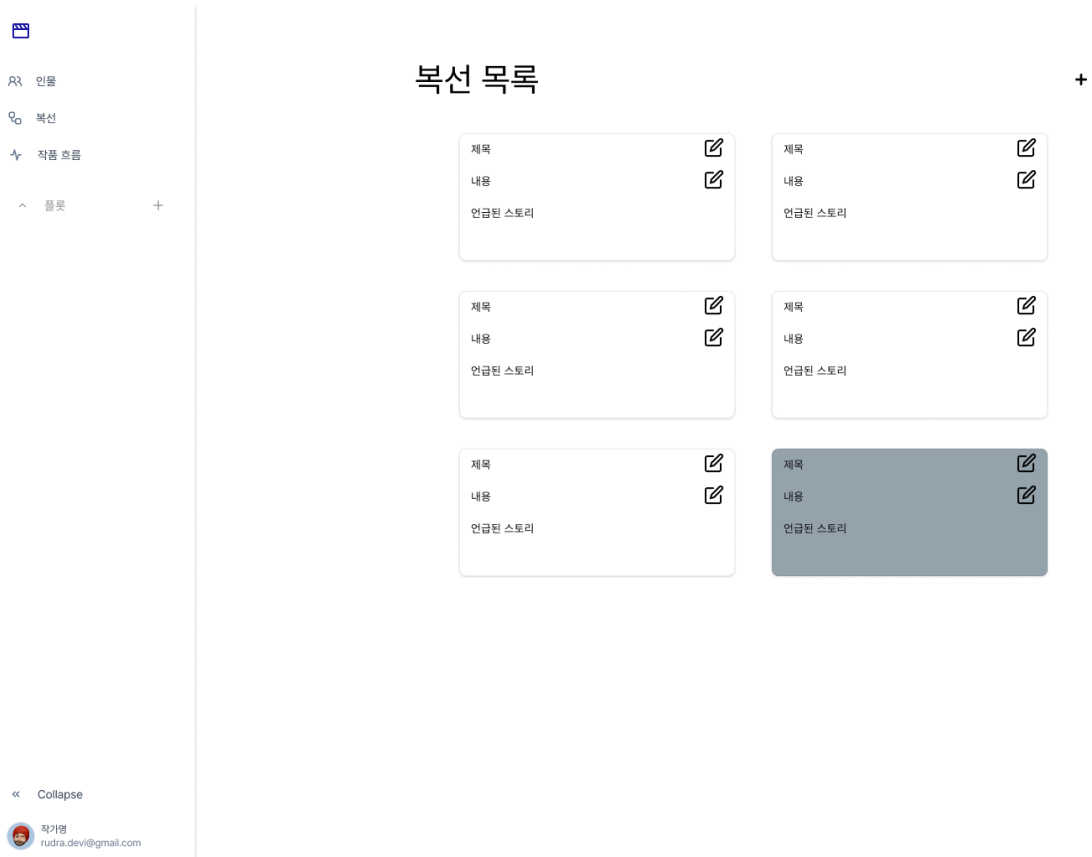 인물
복선
작품 흐름
플롯
복선 목록
제목
내용
언급된 스토리
제목
내용
언급된 스토리
제목
내용
언급된 스토리
제목
내용
언급된 스토리
제목
내용
언급된 스토리
제목
내용
언급된 스토리
Collapse
작가명
rudra.devi@gmail.com